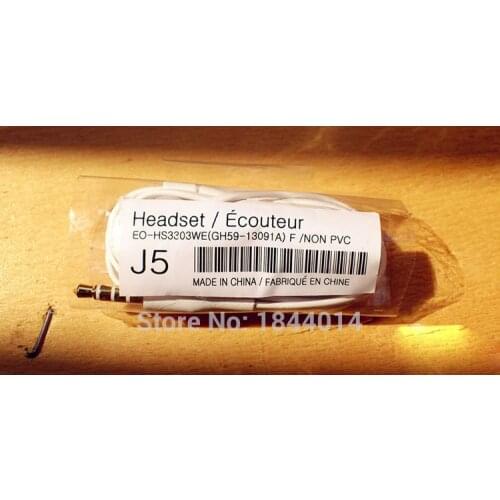 Headset / Écouteur
EO-HS3303WE(GH59-13091A) F /NON PVC
J5
MADE IN CHINA / FABRIQUÉ EN CHINE
Store No: 1844014